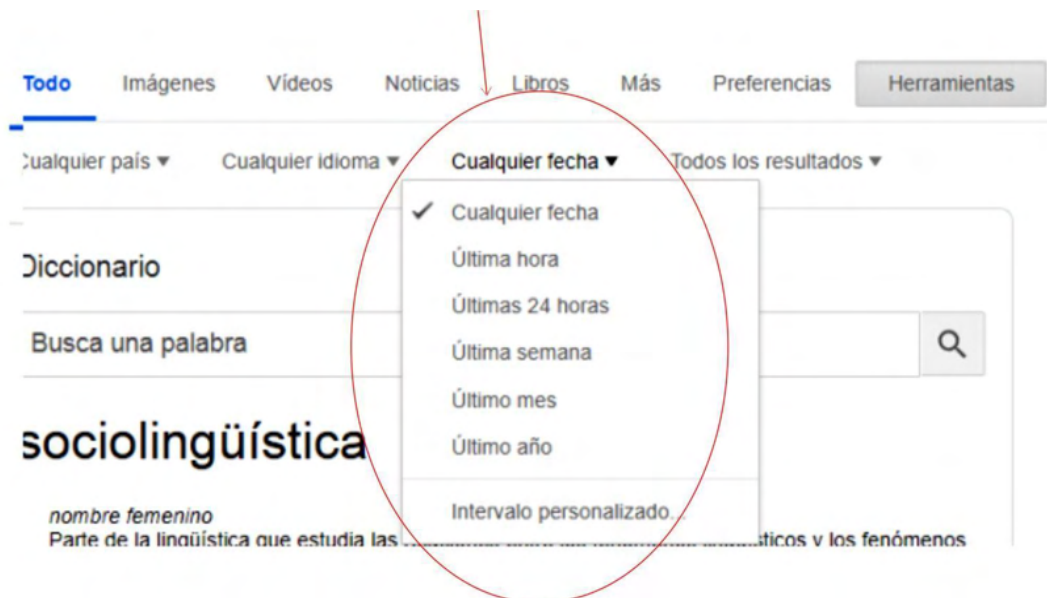 Todo Imágenes Vídeos Noticias Libros Más Preferencias Herramientas
Cualquier país Cualquier idioma Cualquier fecha Todos los resultados
Cualquier fecha
Diccionario
Última hora
Últimas 24 horas
Busca una palabra
Última semana
Último mes
sociolingüística
Último año
Intervalo personalizado...
nombre femenino
Parte de la lingüística que estudia las los fenómenos